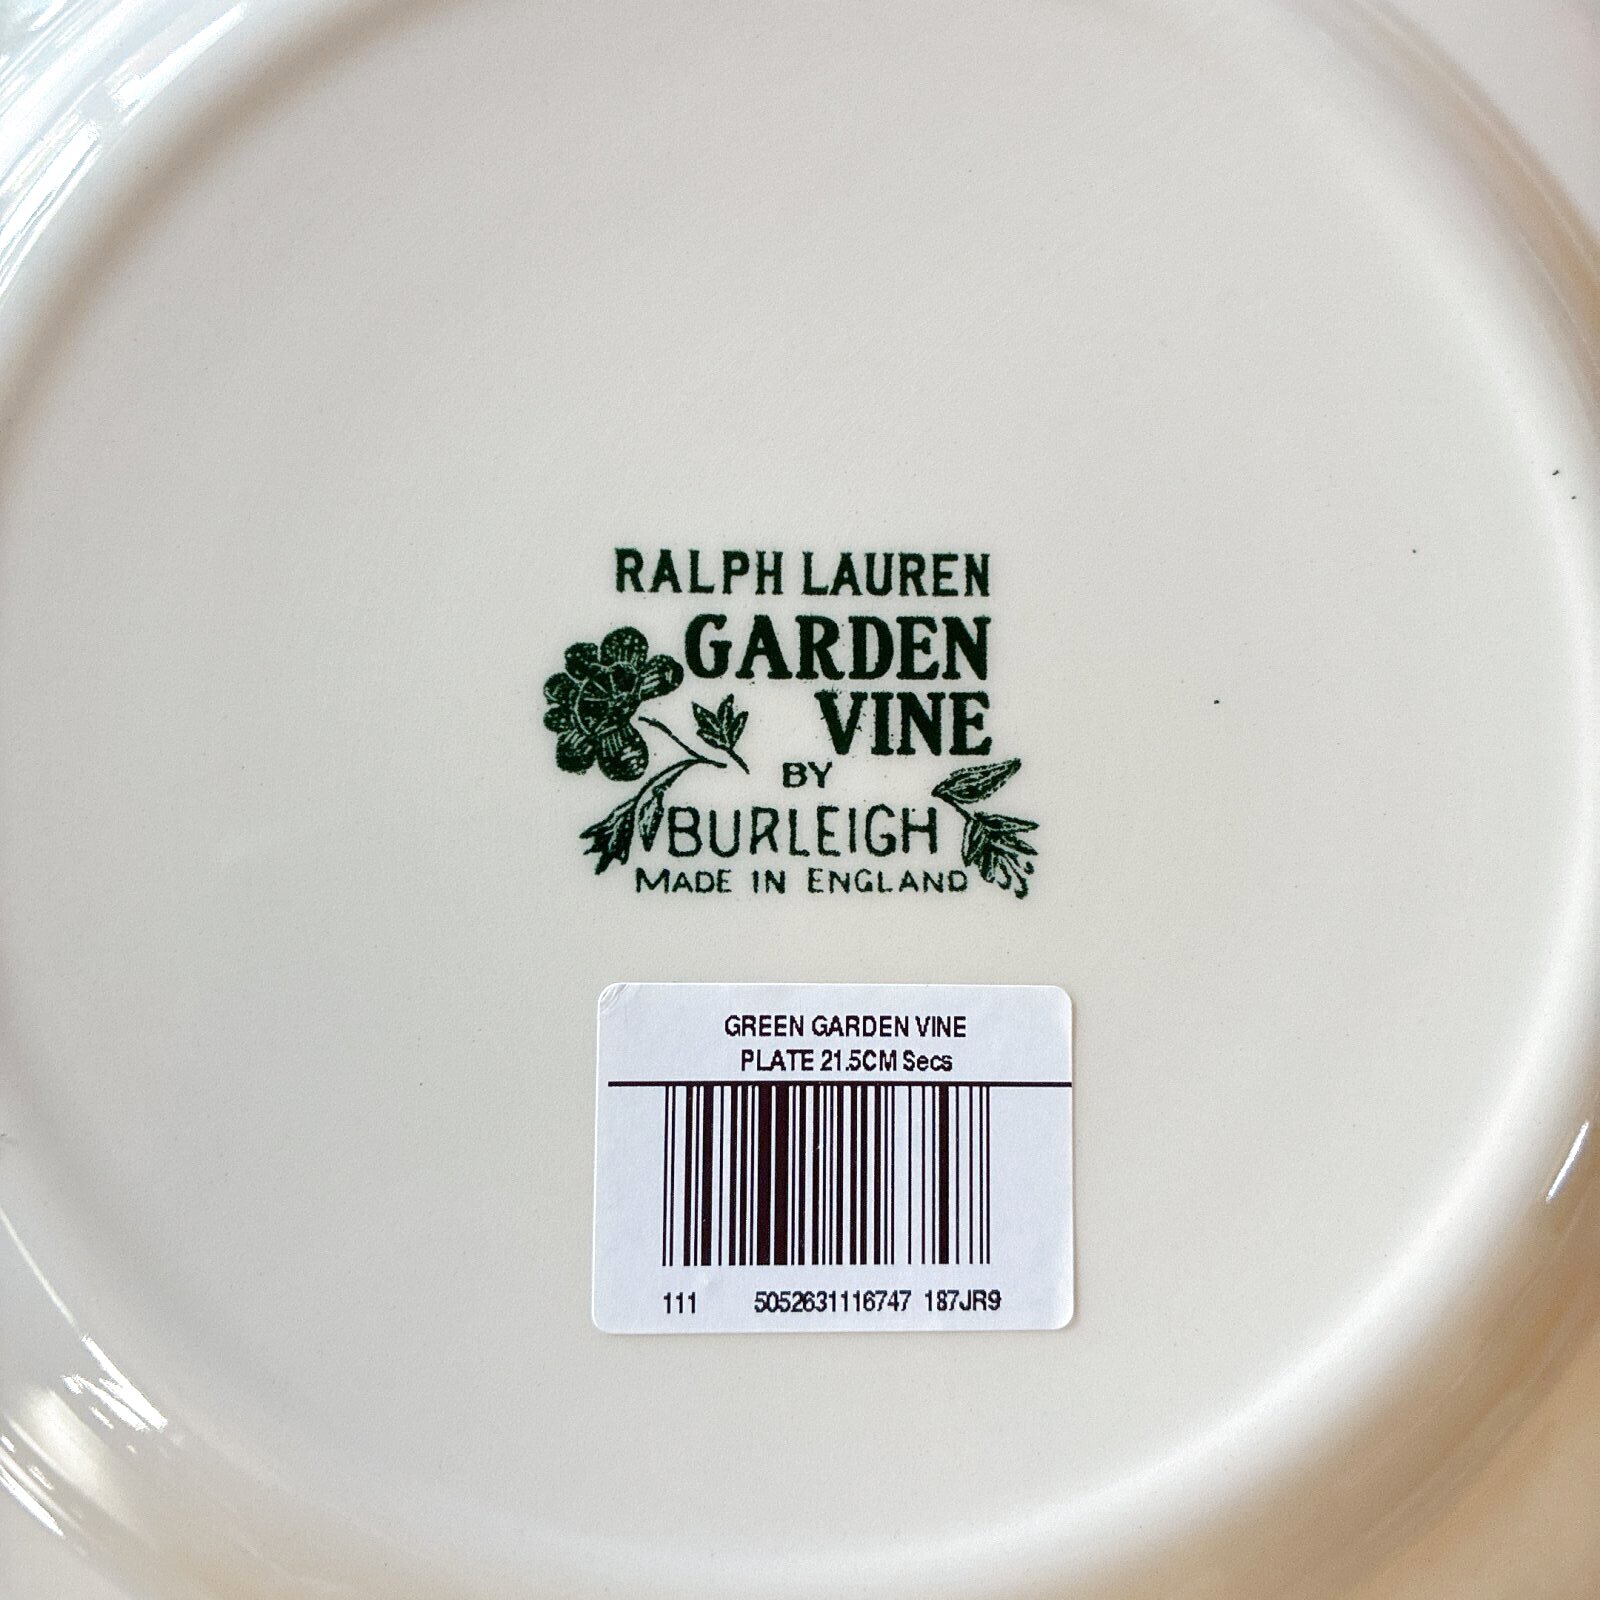 RALPH LAUREN
GARDEN
VINE
BY
BURLEIGH
MADE IN ENGLAND
GREEN GARDEN VINE
PLATE 21.5CM Secs
111 5052631116747 187JR9